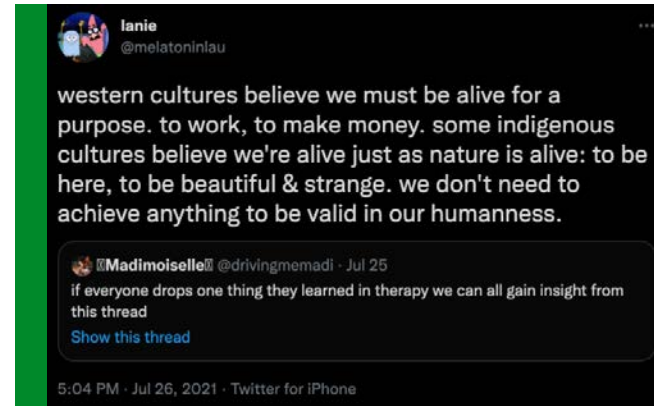 lanie
@melatoninlau
western cultures believe we must be alive for a
purpose. to work, to make money. some indigenous
cultures believe we're alive just as nature is alive: to be
here, to be beautiful & strange. we don't need to
achieve anything to be valid in our humanness.
Madimoiselle @drivingmemadi · Jul 25
if everyone drops one thing they learned in therapy we can all gain insight from
this thread
Show this thread
5:04 PM · Jul 26, 2021 · Twitter for iPhone